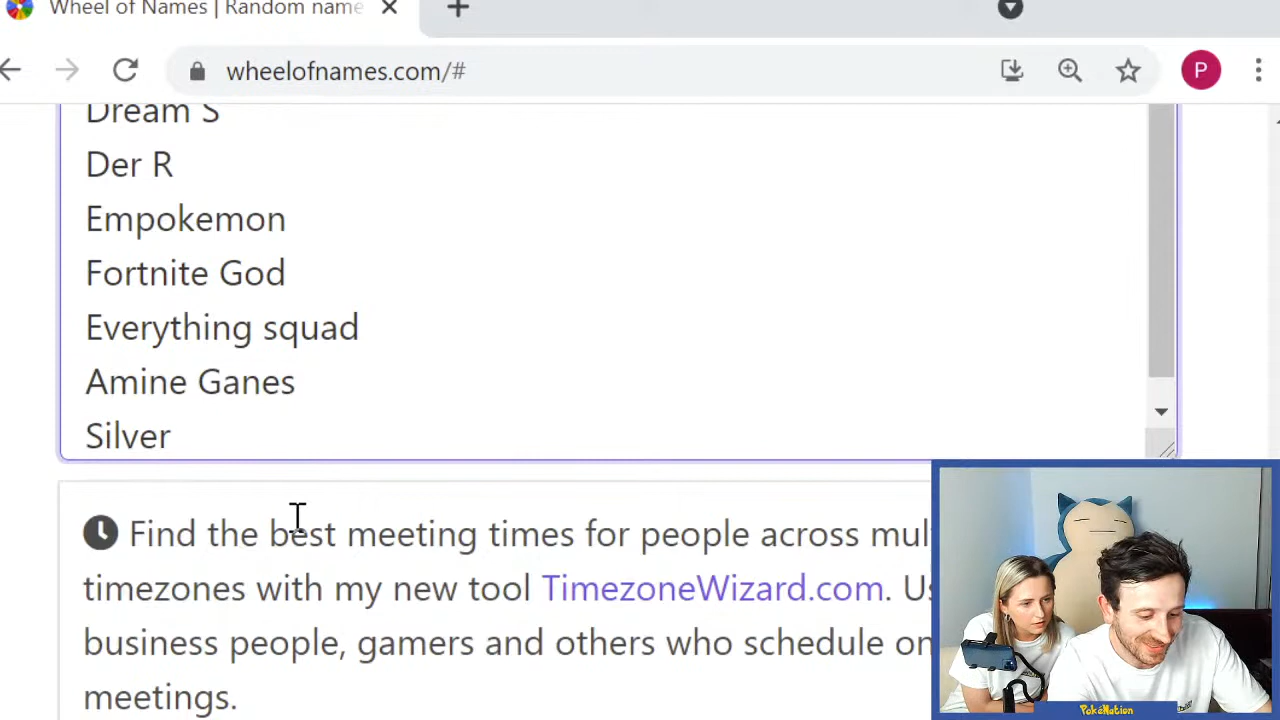 Wheel of Names | Random name
wheelofnames.com/#
P
Dream S
Der R
Empokemon
Fortnite God
Everything squad
Amine Ganes
Silver
Find the best meeting times for people across mul
timezones with my new tool TimezoneWizard.com. Us
business people, gamers and others who schedule on
meetings.
PokéNation